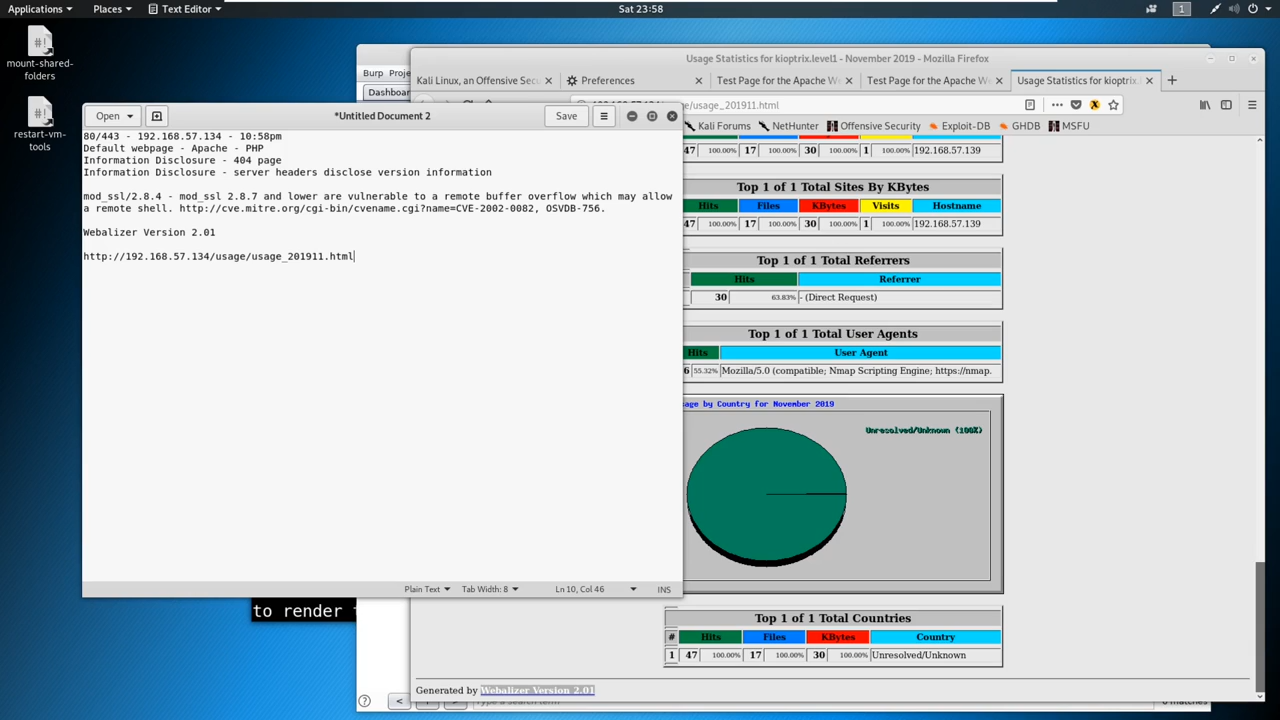 Applications ▾ Places ▾ Text Editor ▾ Sat 23:58 1
mount-shared-folders
restart-vm-tools
Burp Proje
Dashboar
Usage Statistics for kioptrix.level1 - November 2019 - Mozilla Firefox
Kali Linux, an Offensive Sec × Preferences × Test Page for the Apache W × Test Page for the Apache W × Usage Statistics for kioptrix. × +
/usage_201911.html
Kali Forums NetHunter Offensive Security Exploit-DB GHDB MSFU
Open ▾ *Untitled Document 2 Save
80/443 - 192.168.57.134 - 10:58pm
Default webpage - Apache - PHP
Information Disclosure - 404 page
Information Disclosure - server headers disclose version information
mod_ssl/2.8.4 - mod_ssl 2.8.7 and lower are vulnerable to a remote buffer overflow which may allow
a remote shell. http://cve.mitre.org/cgi-bin/cvename.cgi?name=CVE-2002-0082, OSVDB-756.
Webalizer Version 2.01
http://192.168.57.134/usage/usage_201911.html
Plain Text ▾ Tab Width: 8 ▾ Ln 10, Col 46 ▾ INS
47 100.00% 17 100.00% 30 100.00% 1 100.00% 192.168.57.139
Top 1 of 1 Total Sites By KBytes
Hits Files KBytes Visits Hostname
47 100.00% 17 100.00% 30 100.00% 1 100.00% 192.168.57.139
Top 1 of 1 Total Referrers
Hits Referrer
30 63.83% - (Direct Request)
Top 1 of 1 Total User Agents
Hits User Agent
6 55.32% Mozilla/5.0 (compatible; Nmap Scripting Engine; https://nmap.
sage by Country for November 2019
Unresolved/Unknown (100%)
Top 1 of 1 Total Countries
# Hits Files KBytes Country
1 47 100.00% 17 100.00% 30 100.00% Unresolved/Unknown
Generated by Webalizer Version 2.01
to render
? < > Type a search term 0 matches